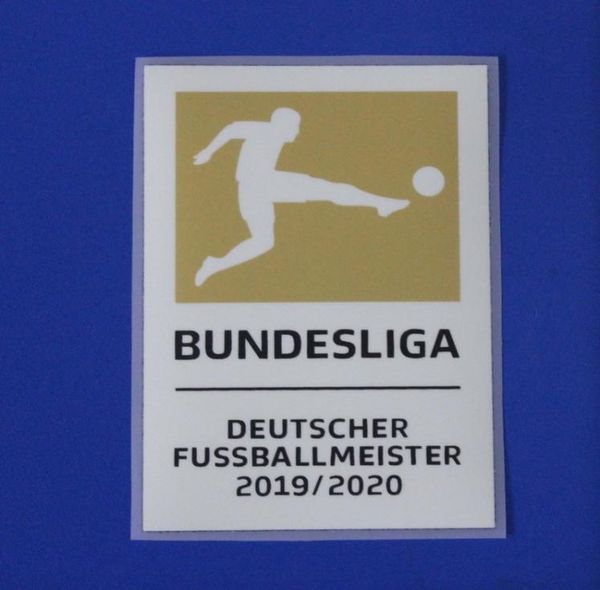 BUNDESLIGA
DEUTSCHER
FUSSBALLMEISTER
2019/2020